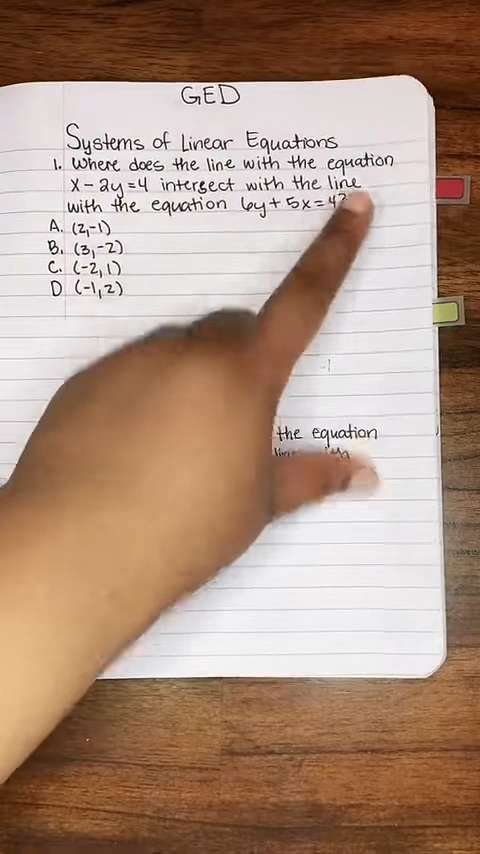 GED
Systems of Linear Equations
1. Where does the line with the equation
x - 2y = 4 intersect with the line
with the equation 6y + 5x = 4?
A. (2,-1)
B. (3,-2)
C. (-2,1)
D (-1,2)
-1
the equation